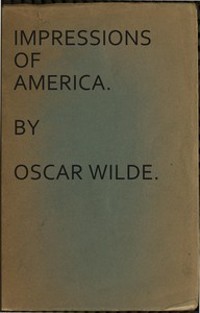 IMPRESSIONS
OF
AMERICA.
BY
OSCAR WILDE.